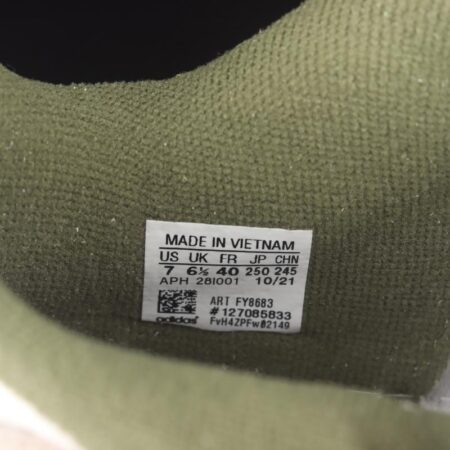 MADE IN VIETNAM
US UK FR JP CHN
7 6½ 40 250 245
APH 28I001 10/21
ART FY8683
#127085833
adidas FvH4ZPFw02149